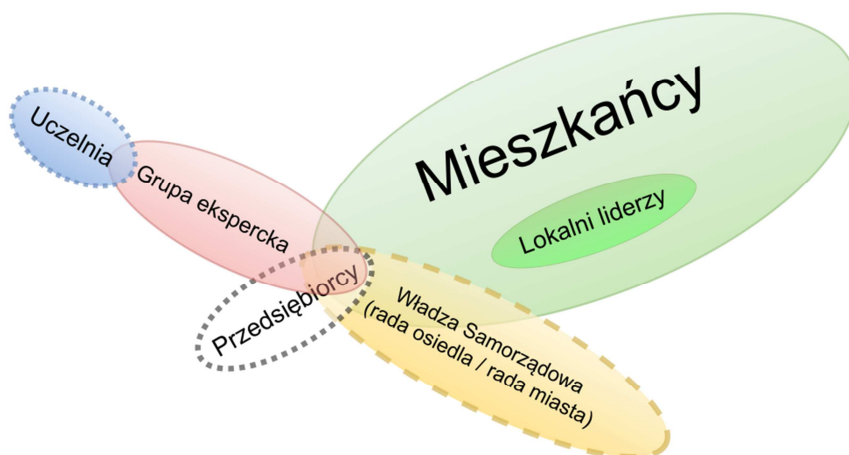 Uczelnia
Grupa ekspercka
Mieszkańcy
Lokalni liderzy
Przedsiębiorcy
Władza Samorządowa
(rada osiedla / rada miasta)